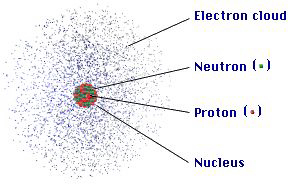 Electron cloud
Neutron ( )
Proton ( )
Nucleus